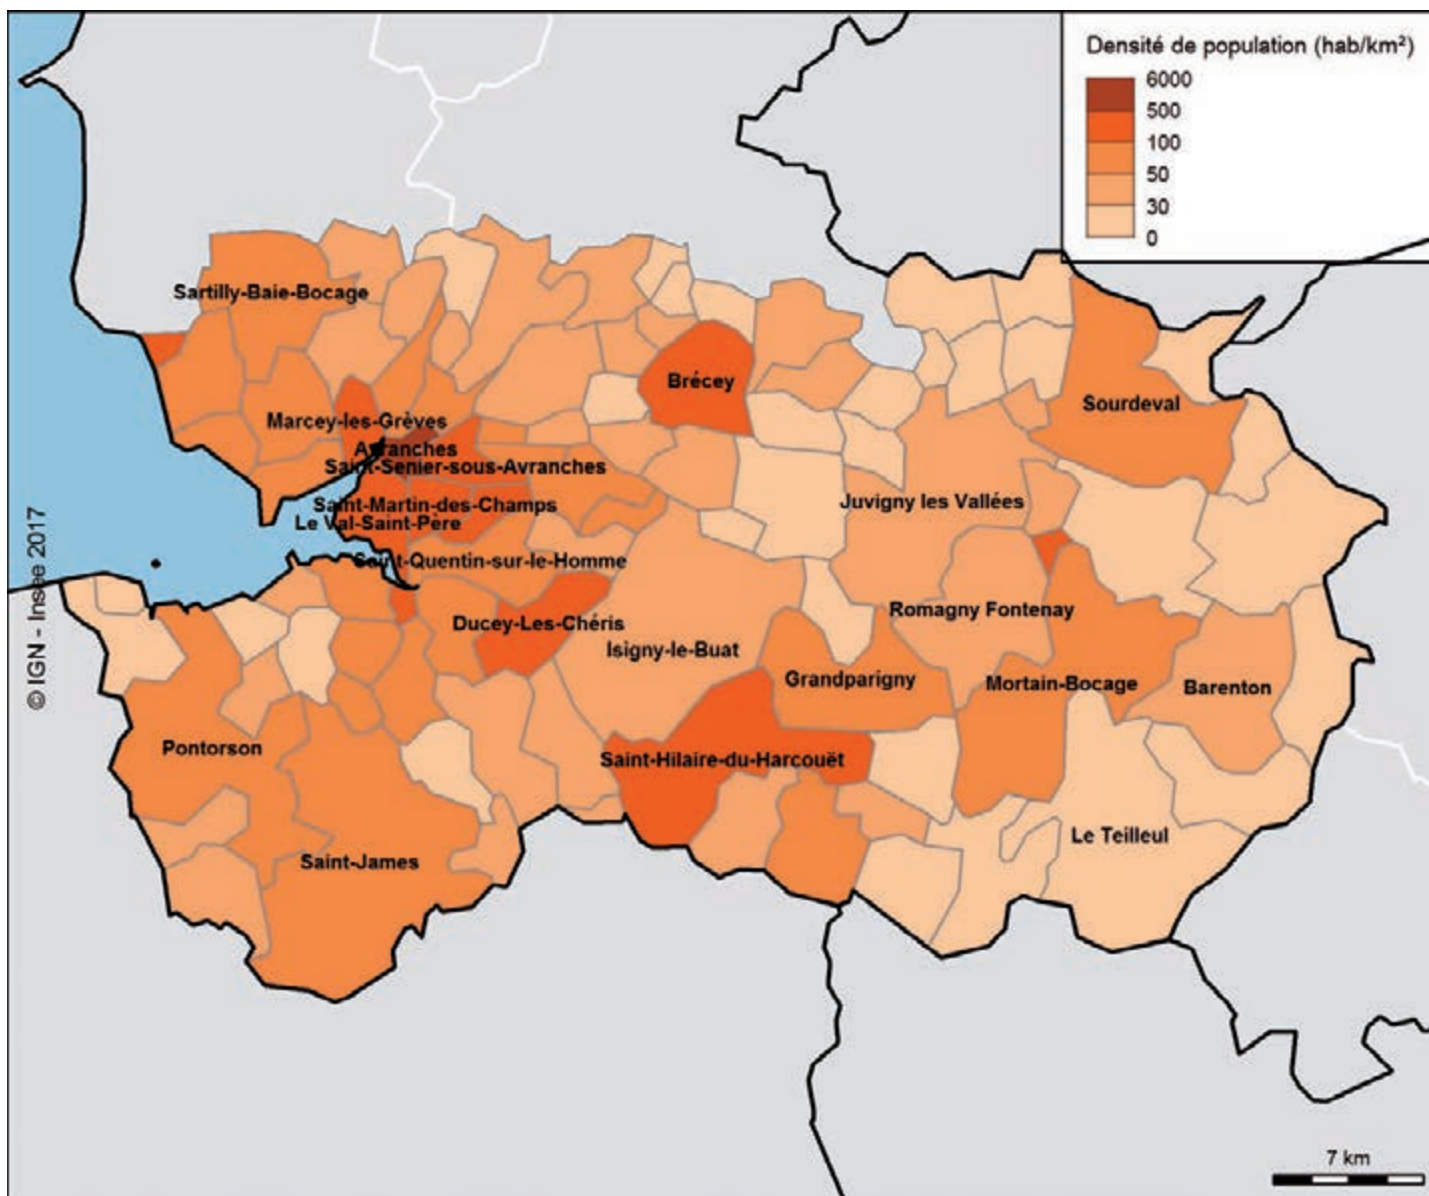 Densité de population (hab/km²)
6000
500
100
50
30
0
Sartilly-Baie-Bocage
Brécey
Sourdeval
Marcey-les-Grèves
Avranches
Saint-Senier-sous-Avranches
Saint-Martin-des-Champs
Juvigny les Vallées
Le Val-Saint-Père
Saint-Quentin-sur-le-Homme
© IGN - Insee 2017
Romagny Fontenay
Ducey-Les-Chéris
Isigny-le-Buat
Grandparigny
Mortain-Bocage
Barenton
Pontorson
Saint-Hilaire-du-Harcouët
Le Teilleul
Saint-James
7 km